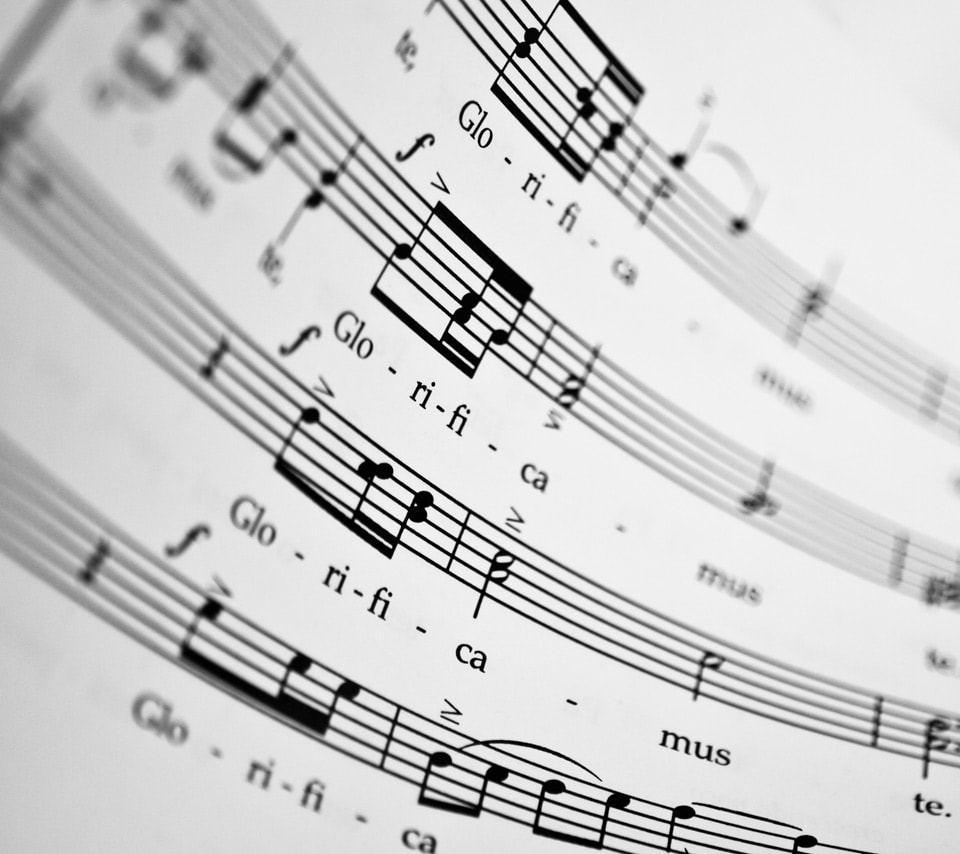 te,
Glo - ri - fi - ca - mus
te, f Glo - ri - fi - ca - mus te.
f Glo - ri - fi - ca - mus te.
f Glo - ri - fi - ca